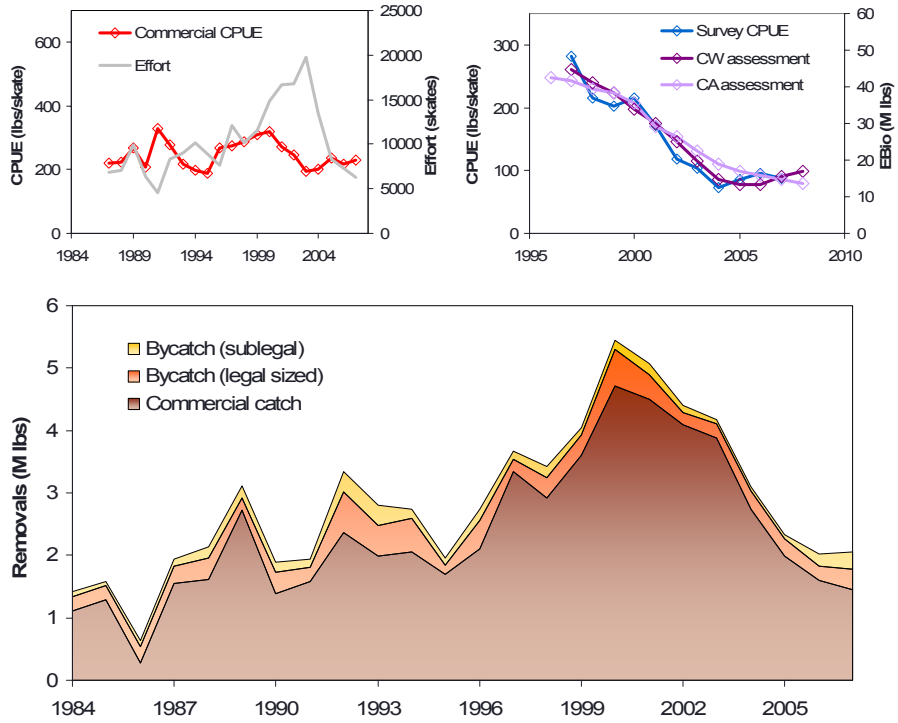 600
400
200
0
CPUE (lbs/skate)
Commercial CPUE
Effort
25000
20000
15000
10000
5000
0
Effort (skates)
1984 1989 1994 1999 2004
300
200
100
0
CPUE (lbs/skate)
Survey CPUE
CW assessment
CA assessment
60
50
40
30
20
10
0
EBio (M lbs)
1995 2000 2005 2010
6
5
4
3
2
1
0
Removals (M lbs)
Bycatch (sublegal)
Bycatch (legal sized)
Commercial catch
1984 1987 1990 1993 1996 1999 2002 2005